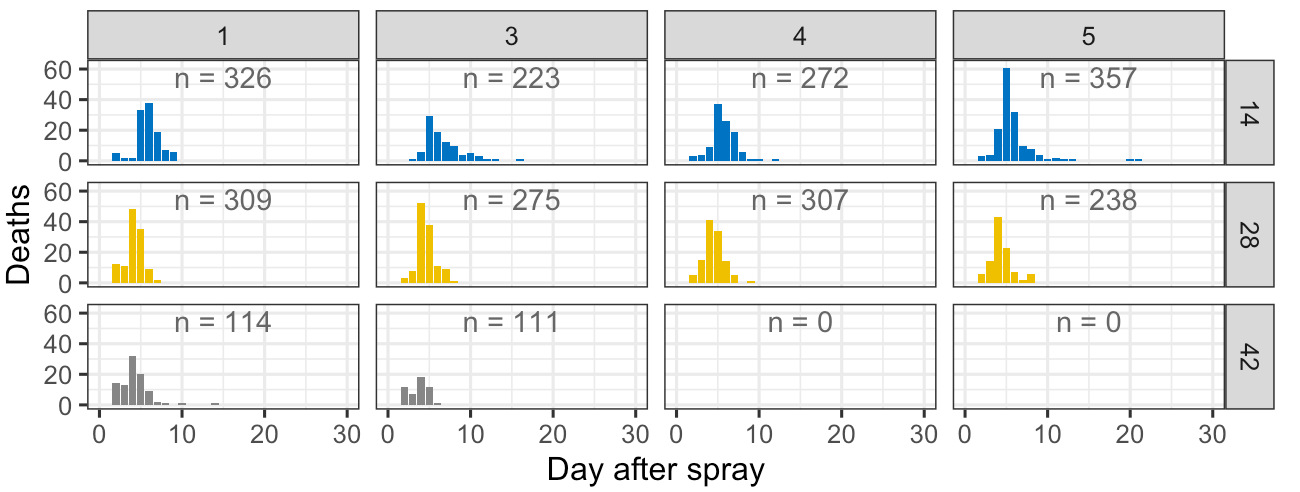 1 3 4 5
60 n = 326 n = 223 n = 272 n = 357
40
20
0
14
60 n = 309 n = 275 n = 307 n = 238
40
20
0
28
60 n = 114 n = 111 n = 0 n = 0
40
20
0
42
Deaths
0 10 20 30 0 10 20 30 0 10 20 30 0 10 20 30
Day after spray